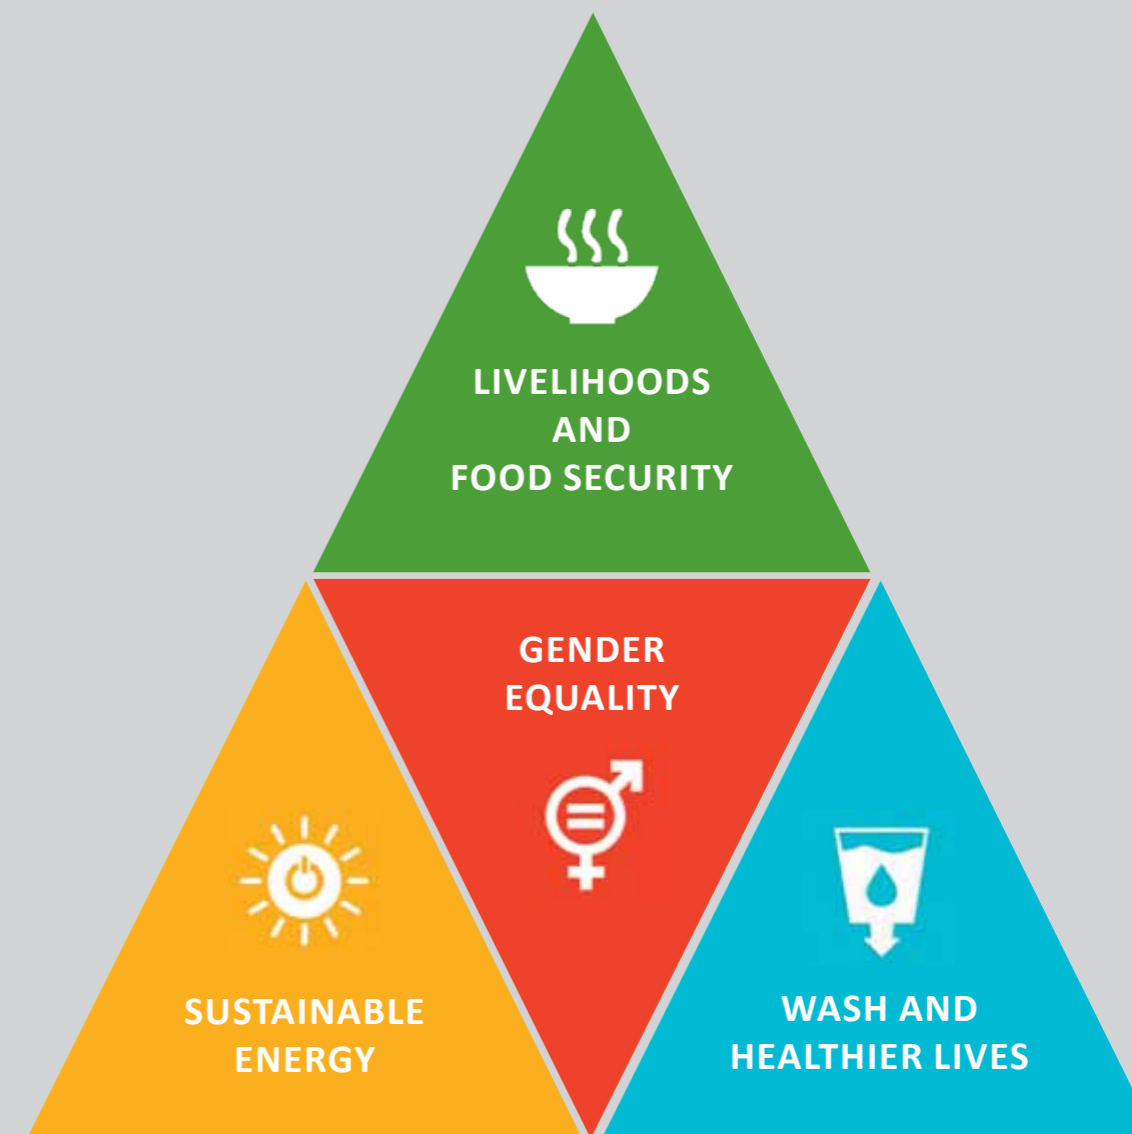 LIVELIHOODS
AND
FOOD SECURITY
GENDER
EQUALITY
SUSTAINABLE
ENERGY
WASH AND
HEALTHIER LIVES